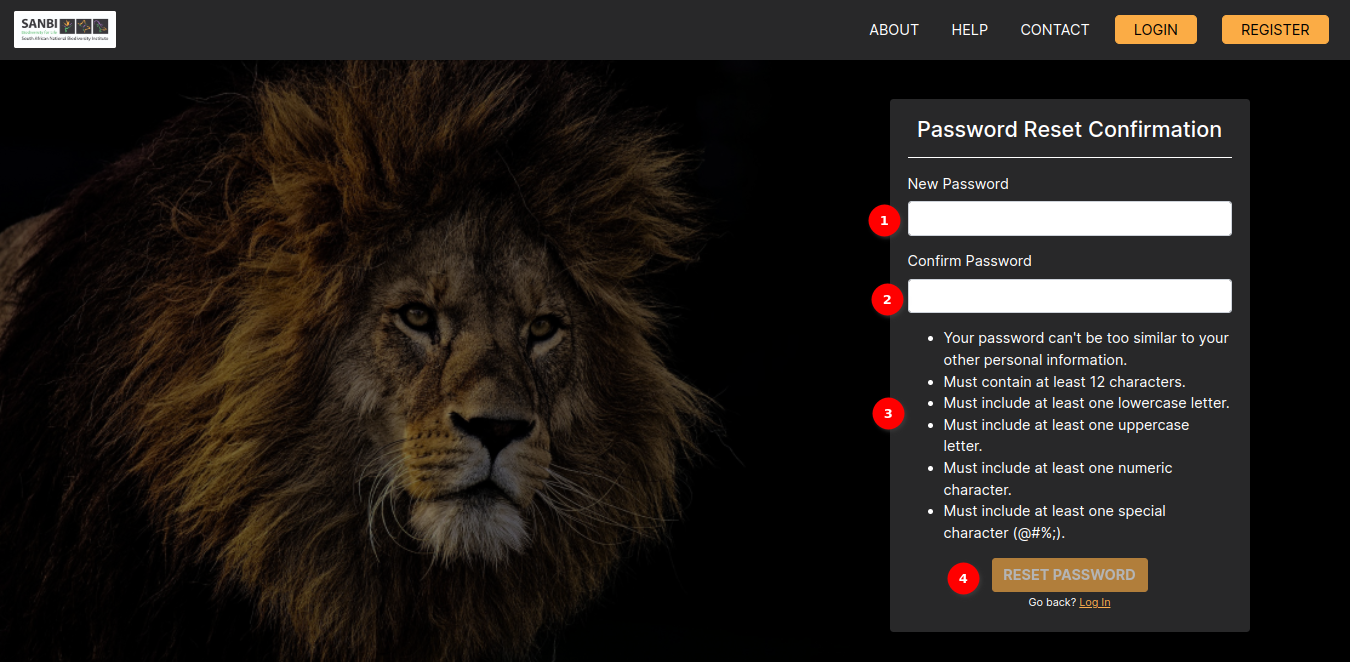 SANBI
Biodiversity for Life
South African National Biodiversity Institute
ABOUT HELP CONTACT LOGIN REGISTER
Password Reset Confirmation
New Password
1
Confirm Password
2
Your password can't be too similar to your
other personal information.
Must contain at least 12 characters.
3
Must include at least one lowercase letter.
Must include at least one uppercase
letter.
Must include at least one numeric
character.
Must include at least one special
character (@#%;).
4
RESET PASSWORD
Go back? Log In